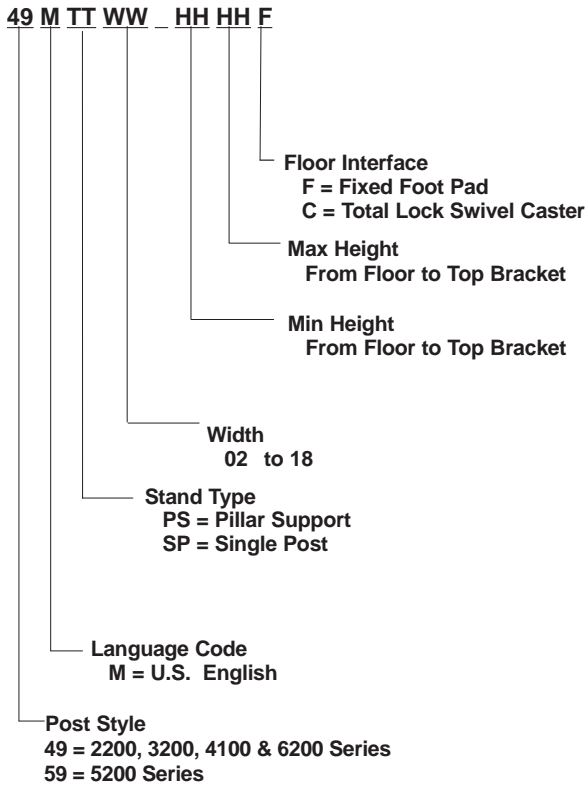 49 M TT WW _ HH HH F
Floor Interface
F = Fixed Foot Pad
C = Total Lock Swivel Caster
Max Height
From Floor to Top Bracket
Min Height
From Floor to Top Bracket
Width
02 to 18
Stand Type
PS = Pillar Support
SP = Single Post
Language Code
M = U.S. English
Post Style
49 = 2200, 3200, 4100 & 6200 Series
59 = 5200 Series